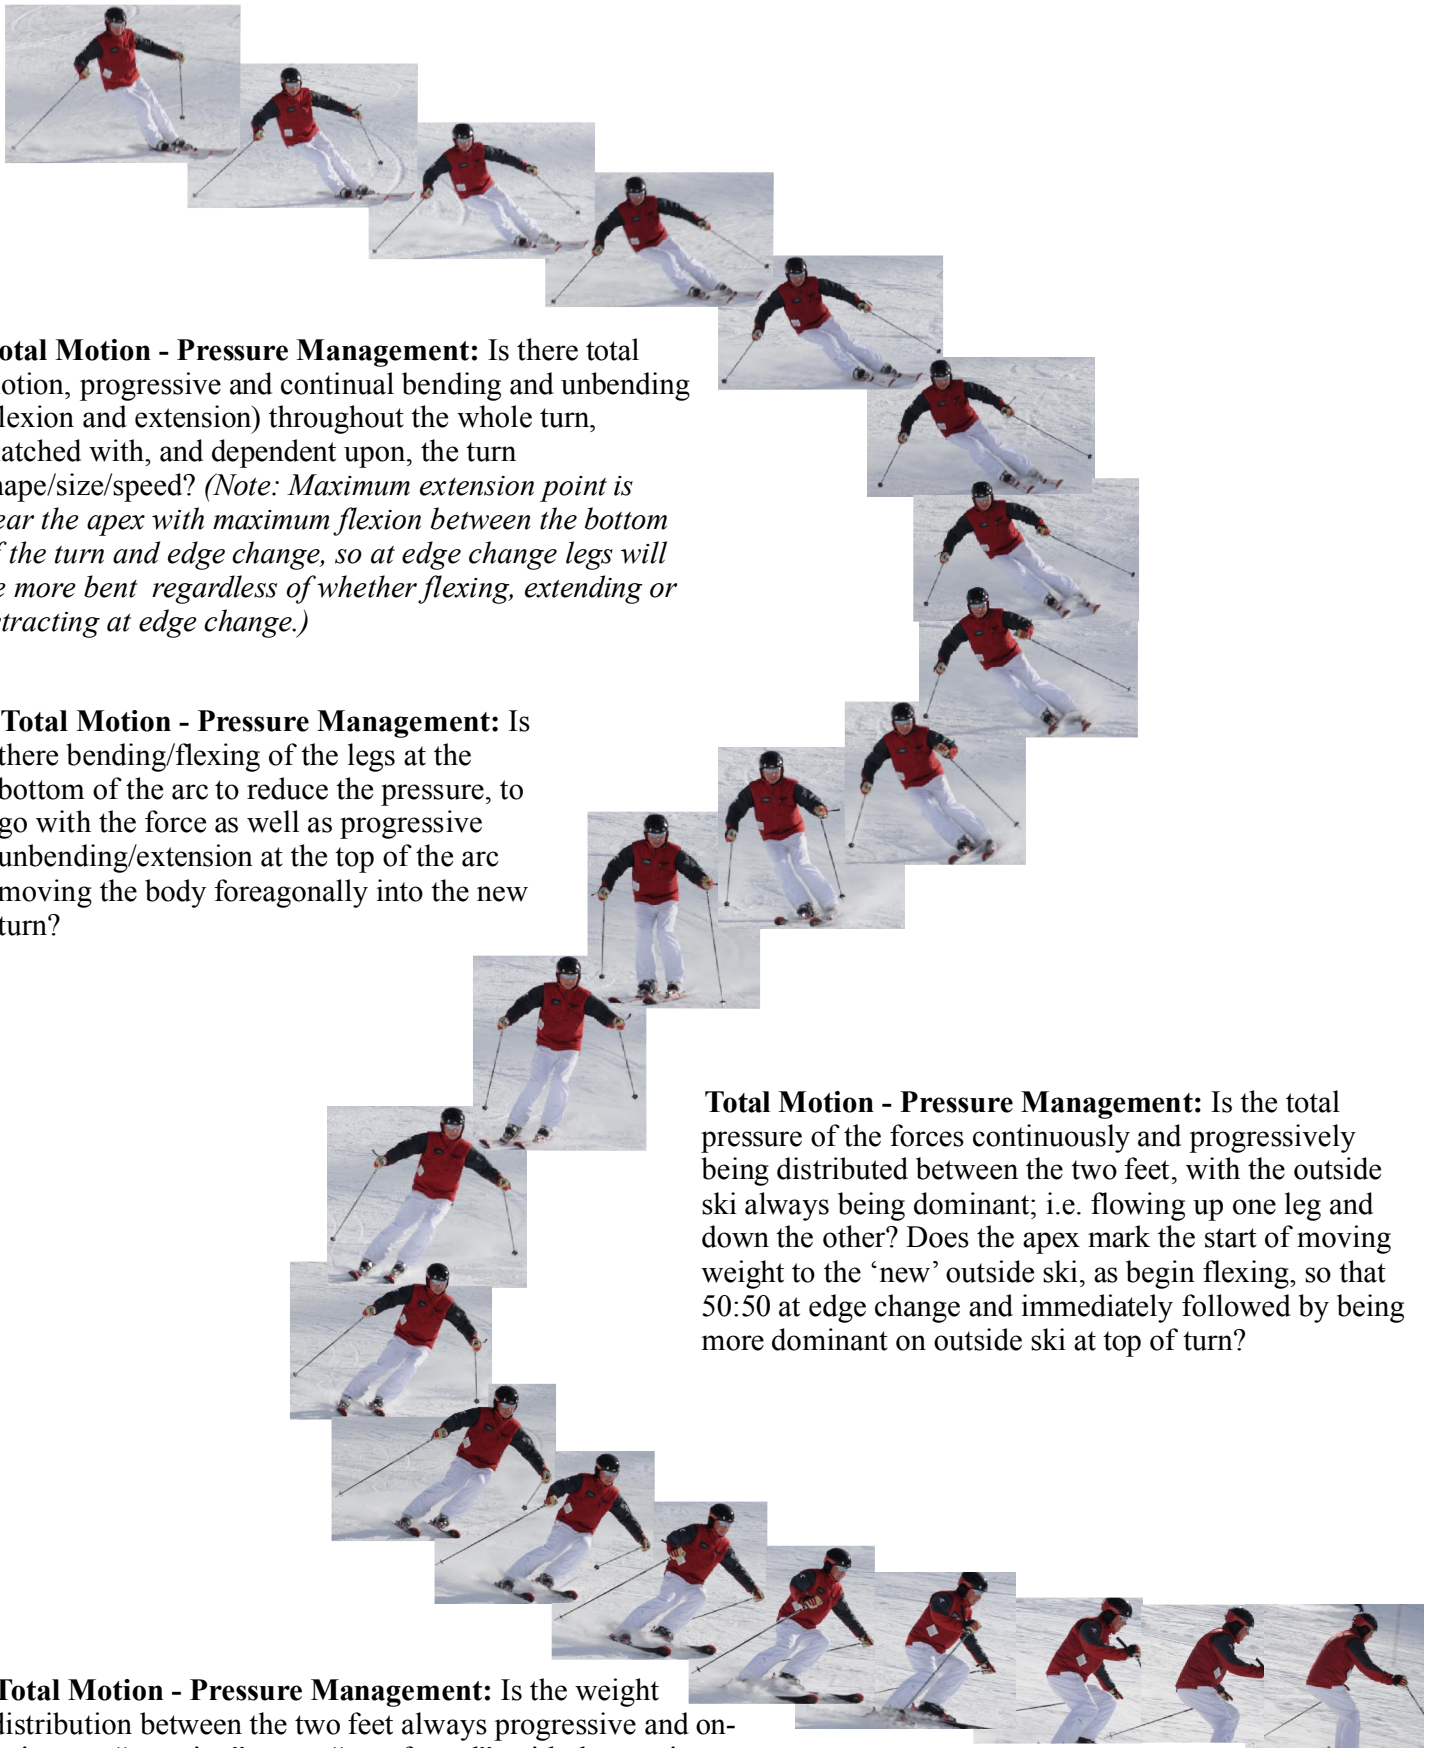 otal Motion - Pressure Management: Is there total
otion, progressive and continual bending and unbending
lexion and extension) throughout the whole turn,
atched with, and dependent upon, the turn
hape/size/speed? (Note: Maximum extension point is
ear the apex with maximum flexion between the bottom
f the turn and edge change, so at edge change legs will
e more bent regardless of whether flexing, extending or
etracting at edge change.)
Total Motion - Pressure Management: Is
there bending/flexing of the legs at the
bottom of the arc to reduce the pressure, to
go with the force as well as progressive
unbending/extension at the top of the arc
moving the body foreagonally into the new
turn?
Total Motion - Pressure Management: Is the total
pressure of the forces continuously and progressively
being distributed between the two feet, with the outside
ski always being dominant; i.e. flowing up one leg and
down the other? Does the apex mark the start of moving
weight to the ‘new’ outside ski, as begin flexing, so that
50:50 at edge change and immediately followed by being
more dominant on outside ski at top of turn?
Total Motion - Pressure Management: Is the weight
distribution between the two feet always progressive and on-